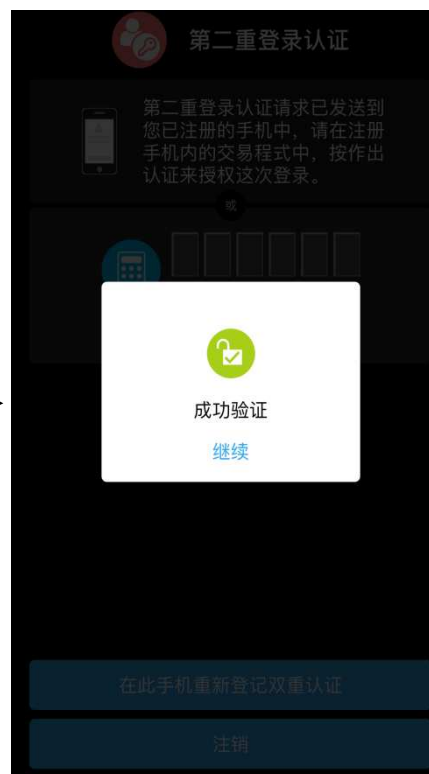 第二重登录认证
第二重登录认证请求已发送到
您已注册的手机中，请在注册
手机内的交易程式中，按作出
认证来授权这次登录。
或
成功验证
继续
在此手机重新登记双重认证
注销